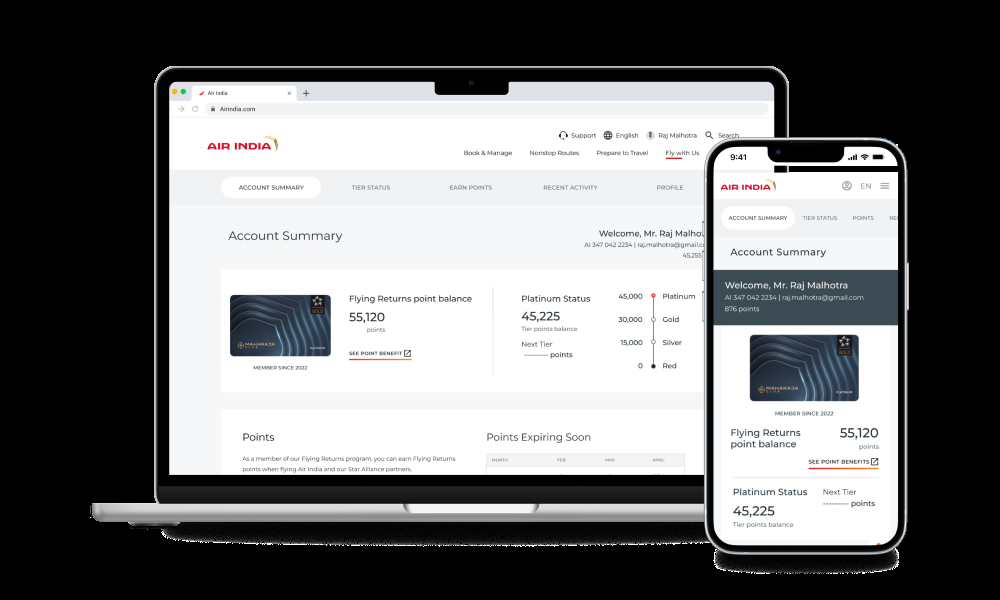 Air India
Airindia.com
AIR INDIA
Support English Raj Malhotra Search
Book & Manage Nonstop Routes Prepare to Travel Fly with Us
ACCOUNT SUMMARY TIER STATUS EARN POINTS RECENT ACTIVITY PROFILE
Account Summary
Welcome, Mr. Raj Malho
AI 347 042 2234 | raj.malhotra@gmail.c
45,255
MAHARAJA
CLUB
PLATINUM
MEMBER SINCE 2022
Flying Returns point balance
55,120
points
SEE POINT BENEFIT
Platinum Status
45,225
Tier points balance
Next Tier
--------- points
45,000 Platinum
30,000 Gold
15,000 Silver
0 Red
Points
As a member of our Flying Returns program, you can earn Flying Returns
points when flying Air India and our Star Alliance partners.
Points Expiring Soon
MONTH FEB MAR APRIL
9:41
AIR INDIA EN
ACCOUNT SUMMARY TIER STATUS POINTS RE
Account Summary
Welcome, Mr. Raj Malhotra
AI 347 042 2234 | raj.malhotra@gmail.com
876 points
GOLD
MAHARAJA
CLUB
PLATINUM
MEMBER SINCE 2022
Flying Returns
point balance
55,120
points
SEE POINT BENEFITS
Platinum Status
45,225
Tier points balance
Next Tier
--------- points